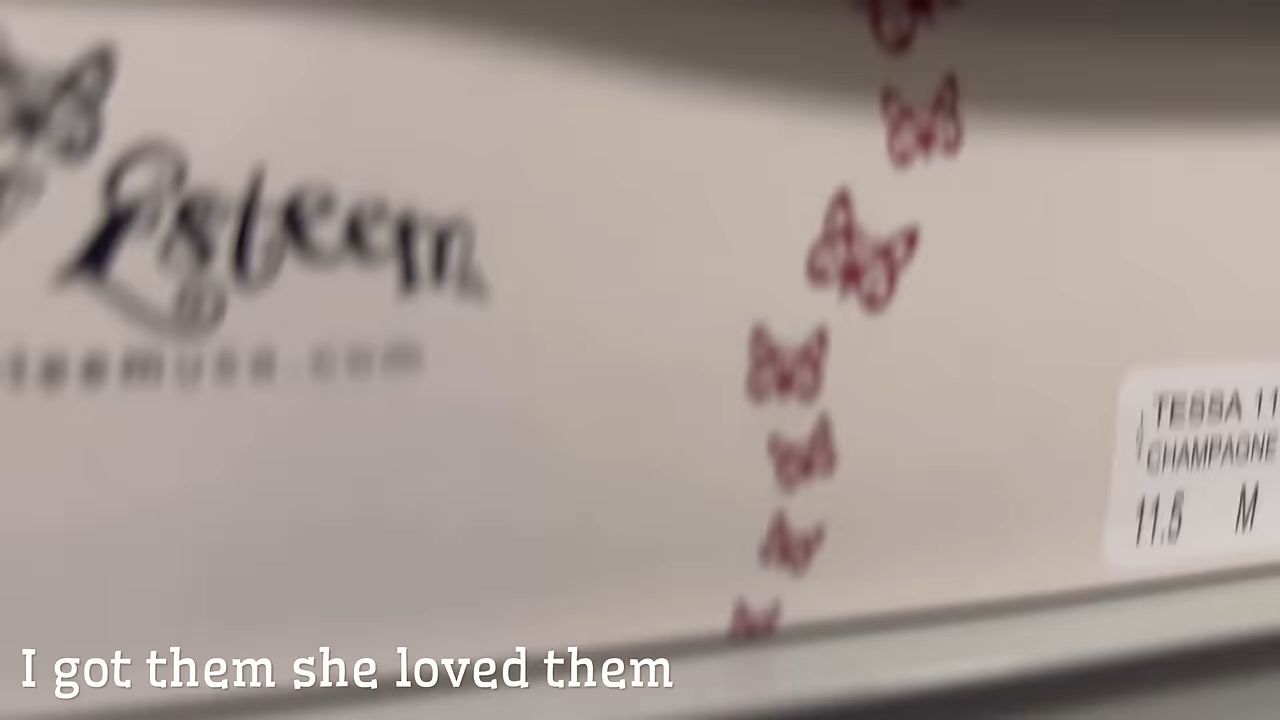 Esteem
TESSA 11
CHAMPAGNE
11.5 M
I got them she loved them